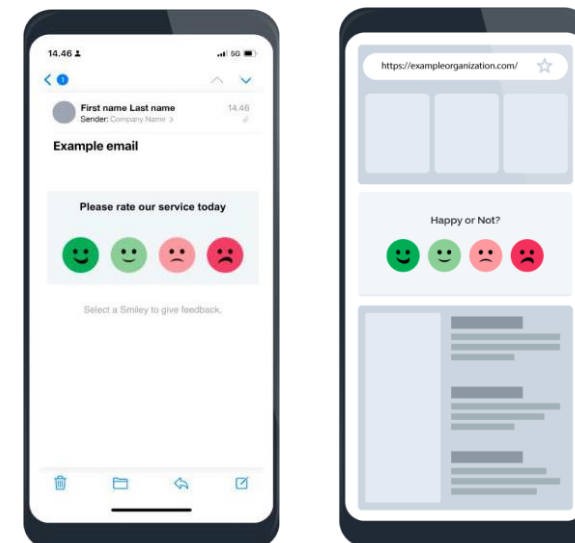 14.46
5G
1
First name Last name
14.46
Sender: Company Name >
Example email
Please rate our service today
Select a Smiley to give feedback.
https://exampleorganization.com/
Happy or Not?